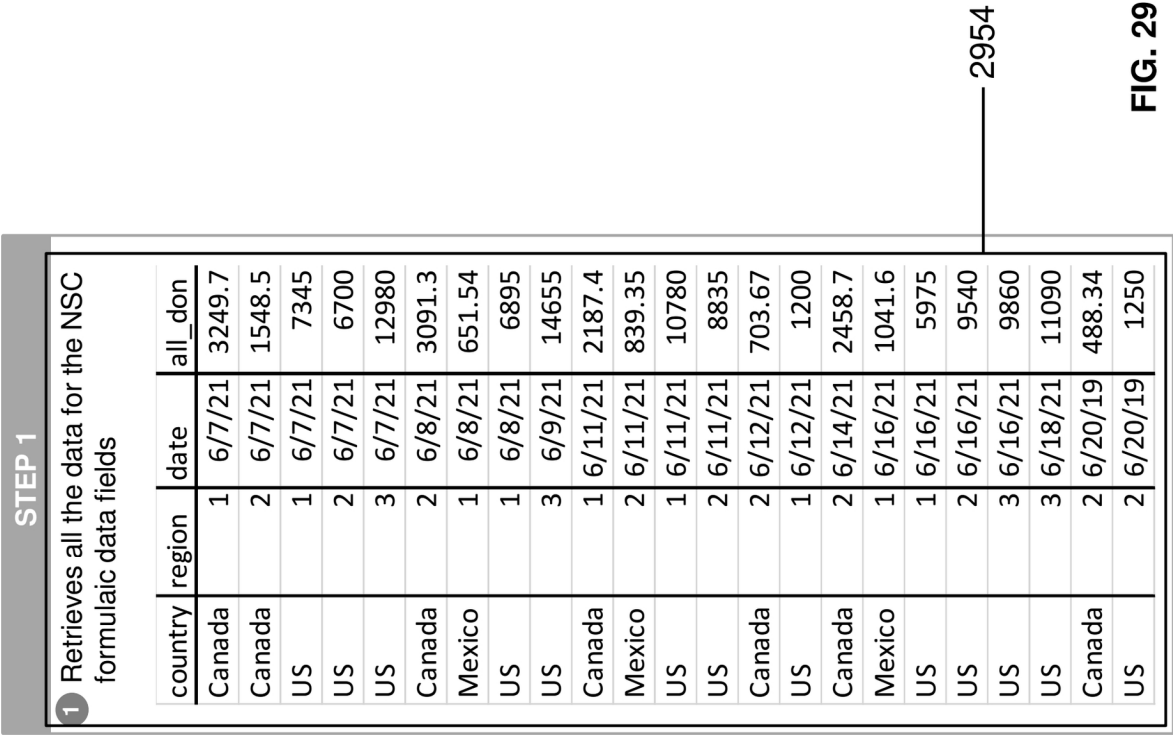 STEP 1
1 Retrieves all the data for the NSC
formulaic data fields
country region date all_don
Canada 1 6/7/21 3249.7
Canada 2 6/7/21 1548.5
US 1 6/7/21 7345
US 2 6/7/21 6700
US 3 6/7/21 12980
Canada 2 6/8/21 3091.3
Mexico 1 6/8/21 651.54
US 1 6/8/21 6895
US 3 6/9/21 14655
Canada 1 6/11/21 2187.4
Mexico 2 6/11/21 839.35
US 1 6/11/21 10780
US 2 6/11/21 8835
Canada 2 6/12/21 703.67
US 1 6/12/21 1200
Canada 2 6/14/21 2458.7
Mexico 1 6/16/21 1041.6
US 1 6/16/21 5975
US 2 6/16/21 9540
US 3 6/16/21 9860
US 3 6/18/21 11090
Canada 2 6/20/19 488.34
US 2 6/20/19 1250
2954
FIG. 29